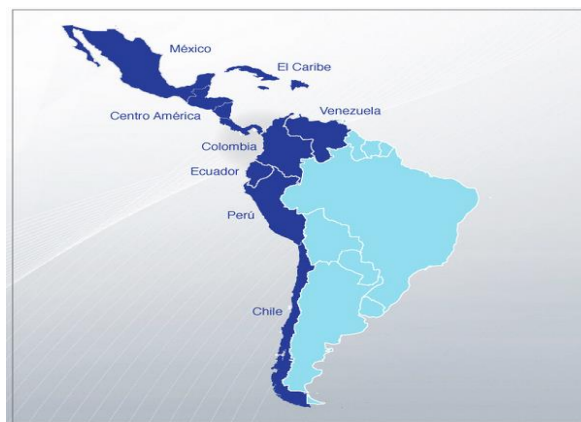 México
El Caribe
Centro América
Venezuela
Colombia
Ecuador
Perú
Chile